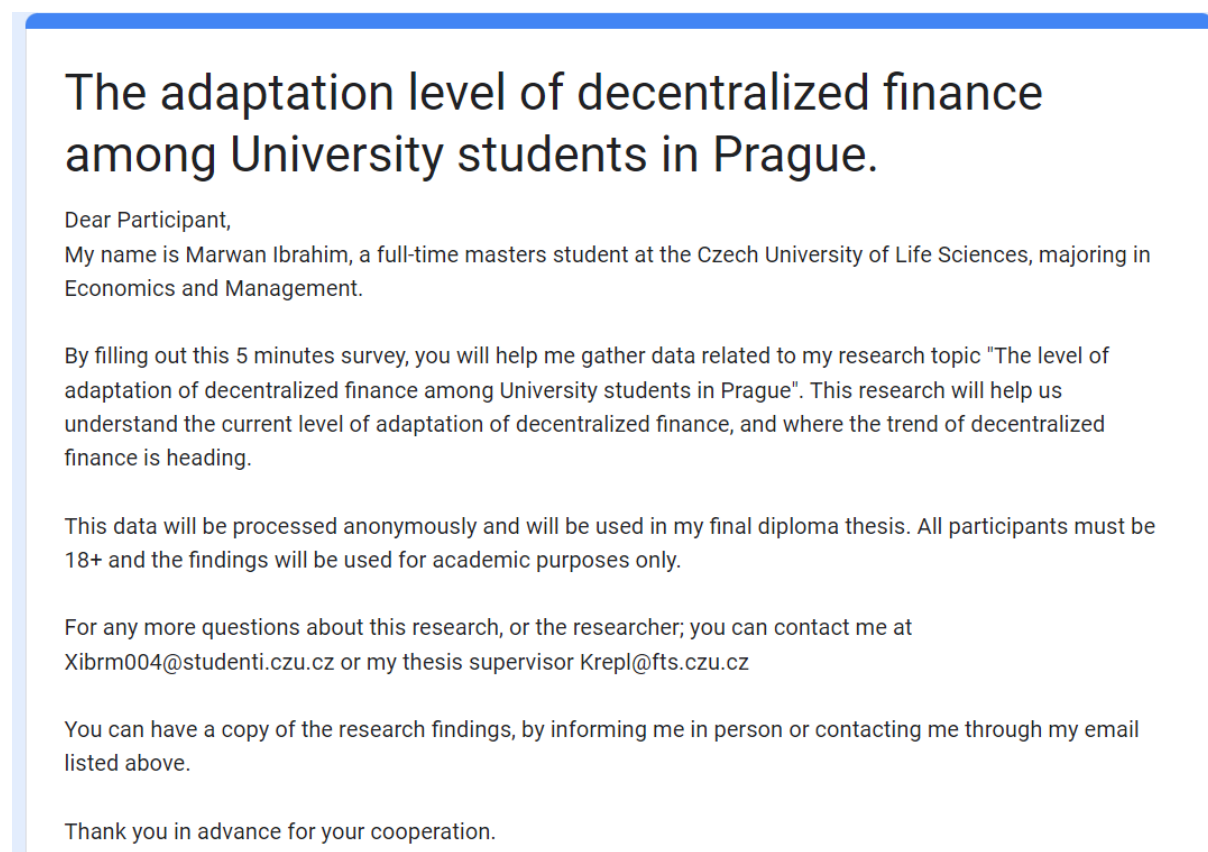 The adaptation level of decentralized finance
among University students in Prague.
Dear Participant,
My name is Marwan Ibrahim, a full-time masters student at the Czech University of Life Sciences, majoring in
Economics and Management.
By filling out this 5 minutes survey, you will help me gather data related to my research topic "The level of
adaptation of decentralized finance among University students in Prague". This research will help us
understand the current level of adaptation of decentralized finance, and where the trend of decentralized
finance is heading.
This data will be processed anonymously and will be used in my final diploma thesis. All participants must be
18+ and the findings will be used for academic purposes only.
For any more questions about this research, or the researcher; you can contact me at
Xibrm004@studenti.czu.cz or my thesis supervisor Krepl@fts.czu.cz
You can have a copy of the research findings, by informing me in person or contacting me through my email
listed above.
Thank you in advance for your cooperation.